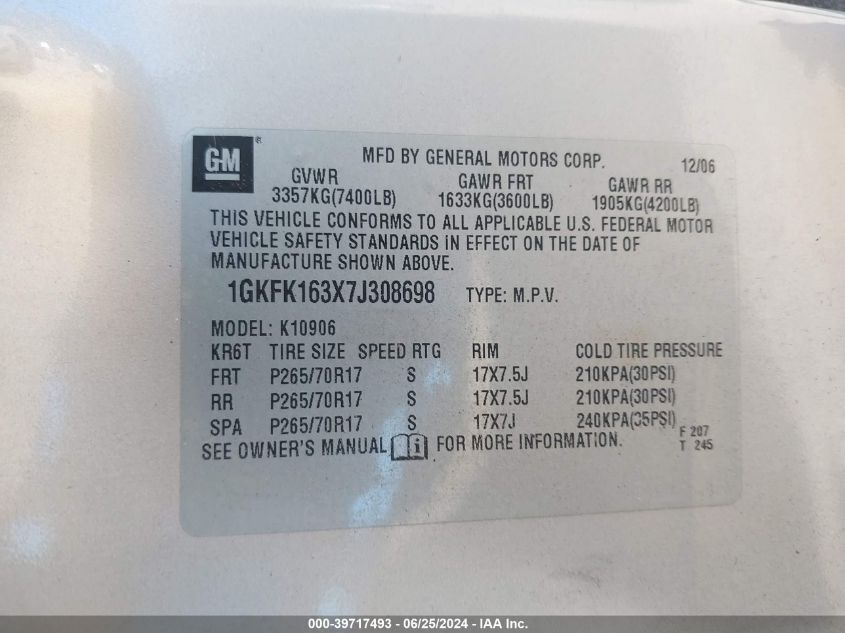 GM ®
MFD BY GENERAL MOTORS CORP. 12/06
GVWR GAWR FRT GAWR RR
3357KG(7400LB) 1633KG(3600LB) 1905KG(4200LB)
THIS VEHICLE CONFORMS TO ALL APPLICABLE U.S. FEDERAL MOTOR
VEHICLE SAFETY STANDARDS IN EFFECT ON THE DATE OF
MANUFACTURE SHOWN ABOVE.
1GKFK163X7J308698 TYPE: M.P.V.
MODEL: K10906
KR6T TIRE SIZE SPEED RTG RIM COLD TIRE PRESSURE
FRT P265/70R17 S 17X7.5J 210KPA(30PSI)
RR P265/70R17 S 17X7.5J 210KPA(30PSI)
SPA P265/70R17 S 17X7J 240KPA(35PSI)
SEE OWNER'S MANUAL i FOR MORE INFORMATION.
F 207
T 245
000-39717493 - 06/25/2024 - IAA Inc.